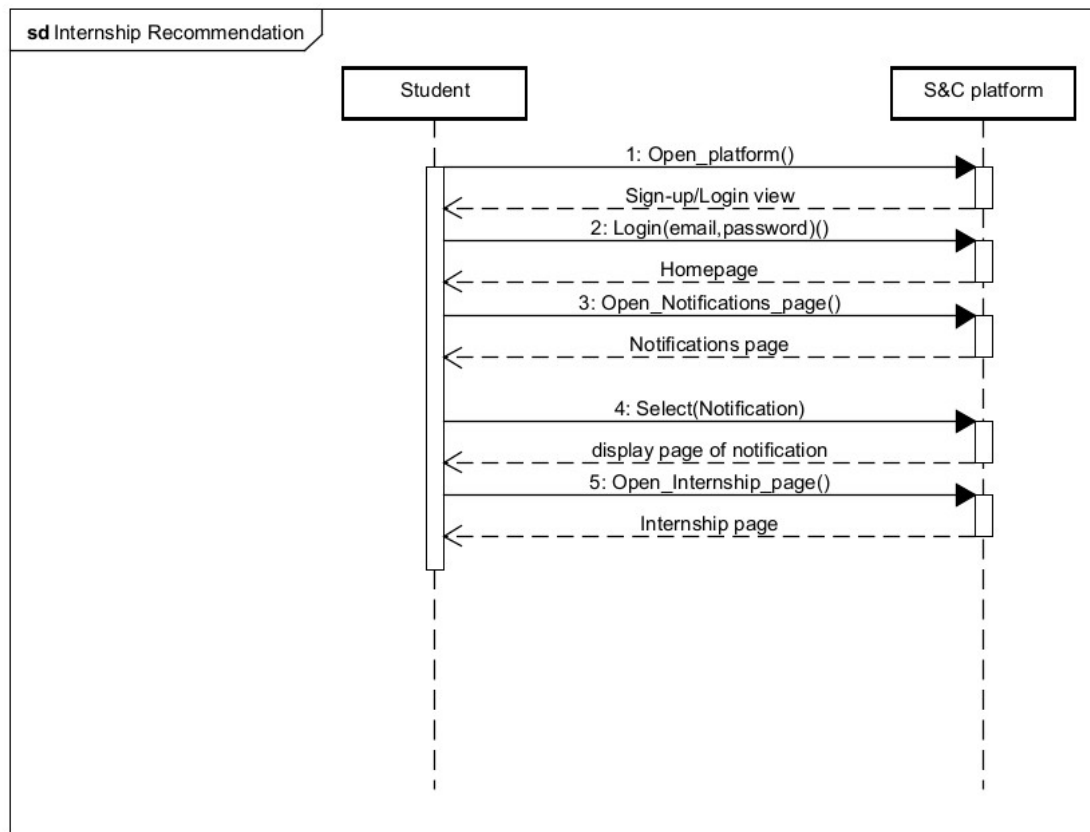 sd Internship Recommendation
Student
S&C platform
1: Open_platform()
Sign-up/Login view
2: Login(email,password)()
Homepage
3: Open_Notifications_page()
Notifications page
4: Select(Notification)
display page of notification
5: Open_Internship_page()
Internship page